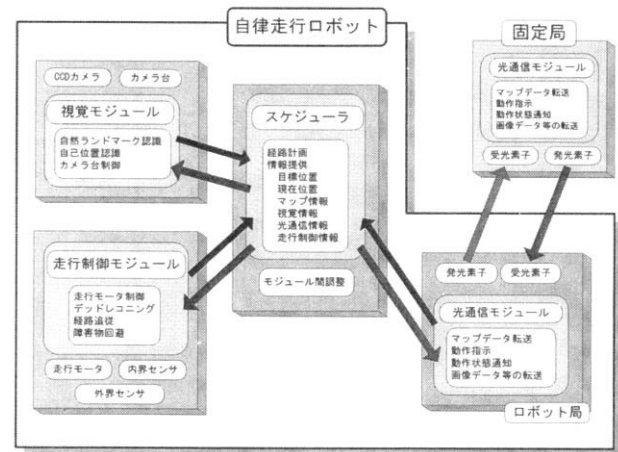 自律走行ロボット
CCDカメラ
カメラ台
視覚モジュール
自然ランドマーク認識
自己位置認識
カメラ台制御
走行制御モジュール
走行モータ制御
デッドレコニング
経路追従
障害物回避
走行モータ
内界センサ
外界センサ
スケジューラ
経路計画
情報提供
目標位置
現在位置
マップ情報
視覚情報
光通信情報
走行制御情報
モジュール間調整
固定局
光通信モジュール
マップデータ転送
動作指示
動作状態通知
画像データ等の転送
受光素子
発光素子
発光素子
受光素子
光通信モジュール
マップデータ転送
動作指示
動作状態通知
画像データ等の転送
ロボット局